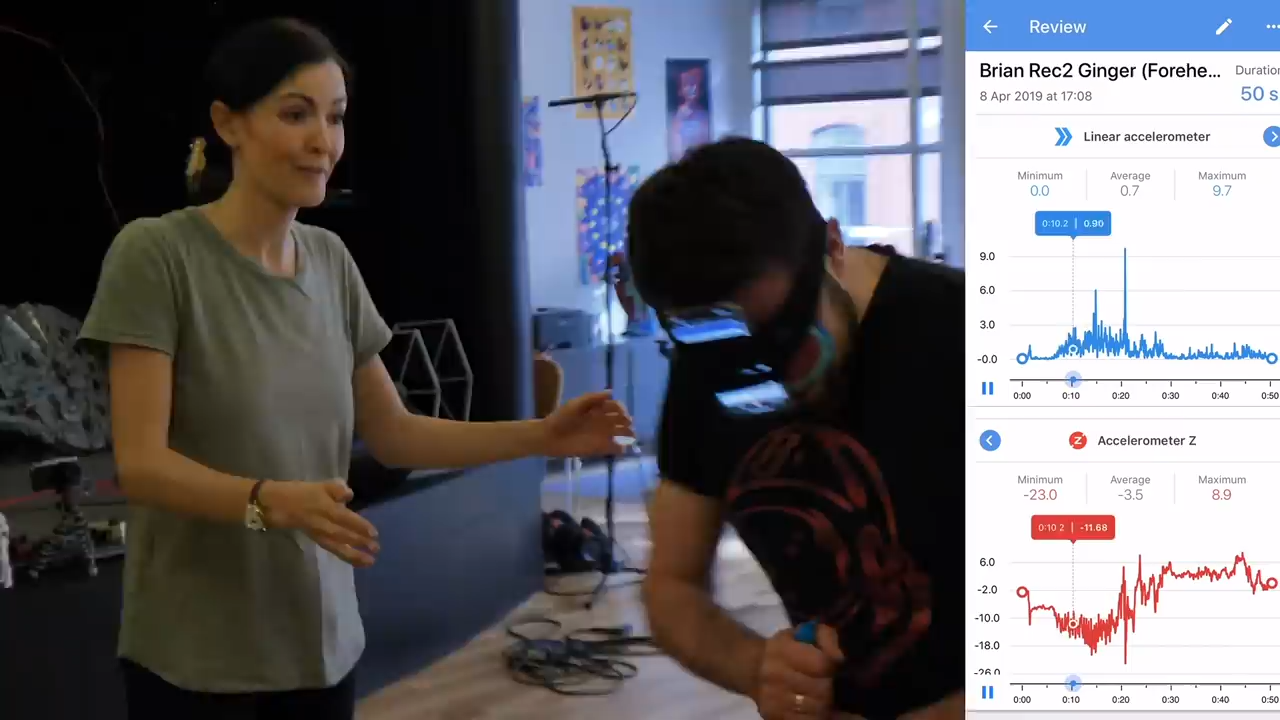 Review
Brian Rec2 Ginger (Forehe...
Duration
8 Apr 2019 at 17:08
50 s
Linear accelerometer
Minimum Average Maximum
0.0 0.7 9.7
0:10.2 | 0.90
9.0
6.0
3.0
-0.0
0:00 0:10 0:20 0:30 0:40 0:50
Z Accelerometer Z
Minimum Average Maximum
-23.0 -3.5 8.9
0:10.2 | -11.68
6.0
-2.0
-10.0
-18.0
-26.0
0:00 0:10 0:20 0:30 0:40 0:50